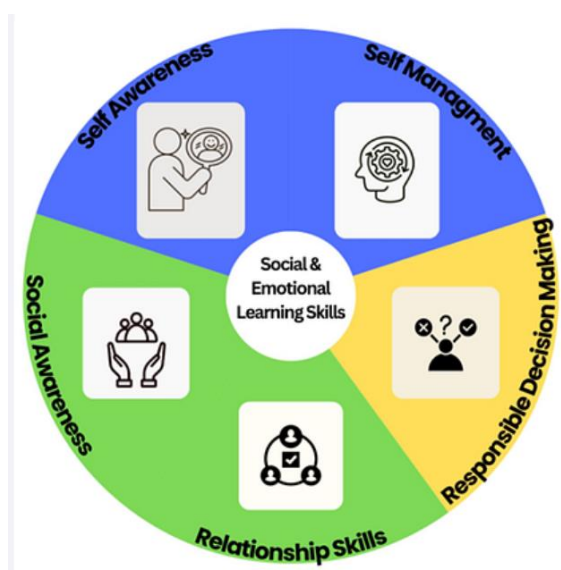 Self Awareness
Self Managment
Social &
Emotional
Learning Skills
Social Awareness
?
Responsible Decision Making
Relationship Skills